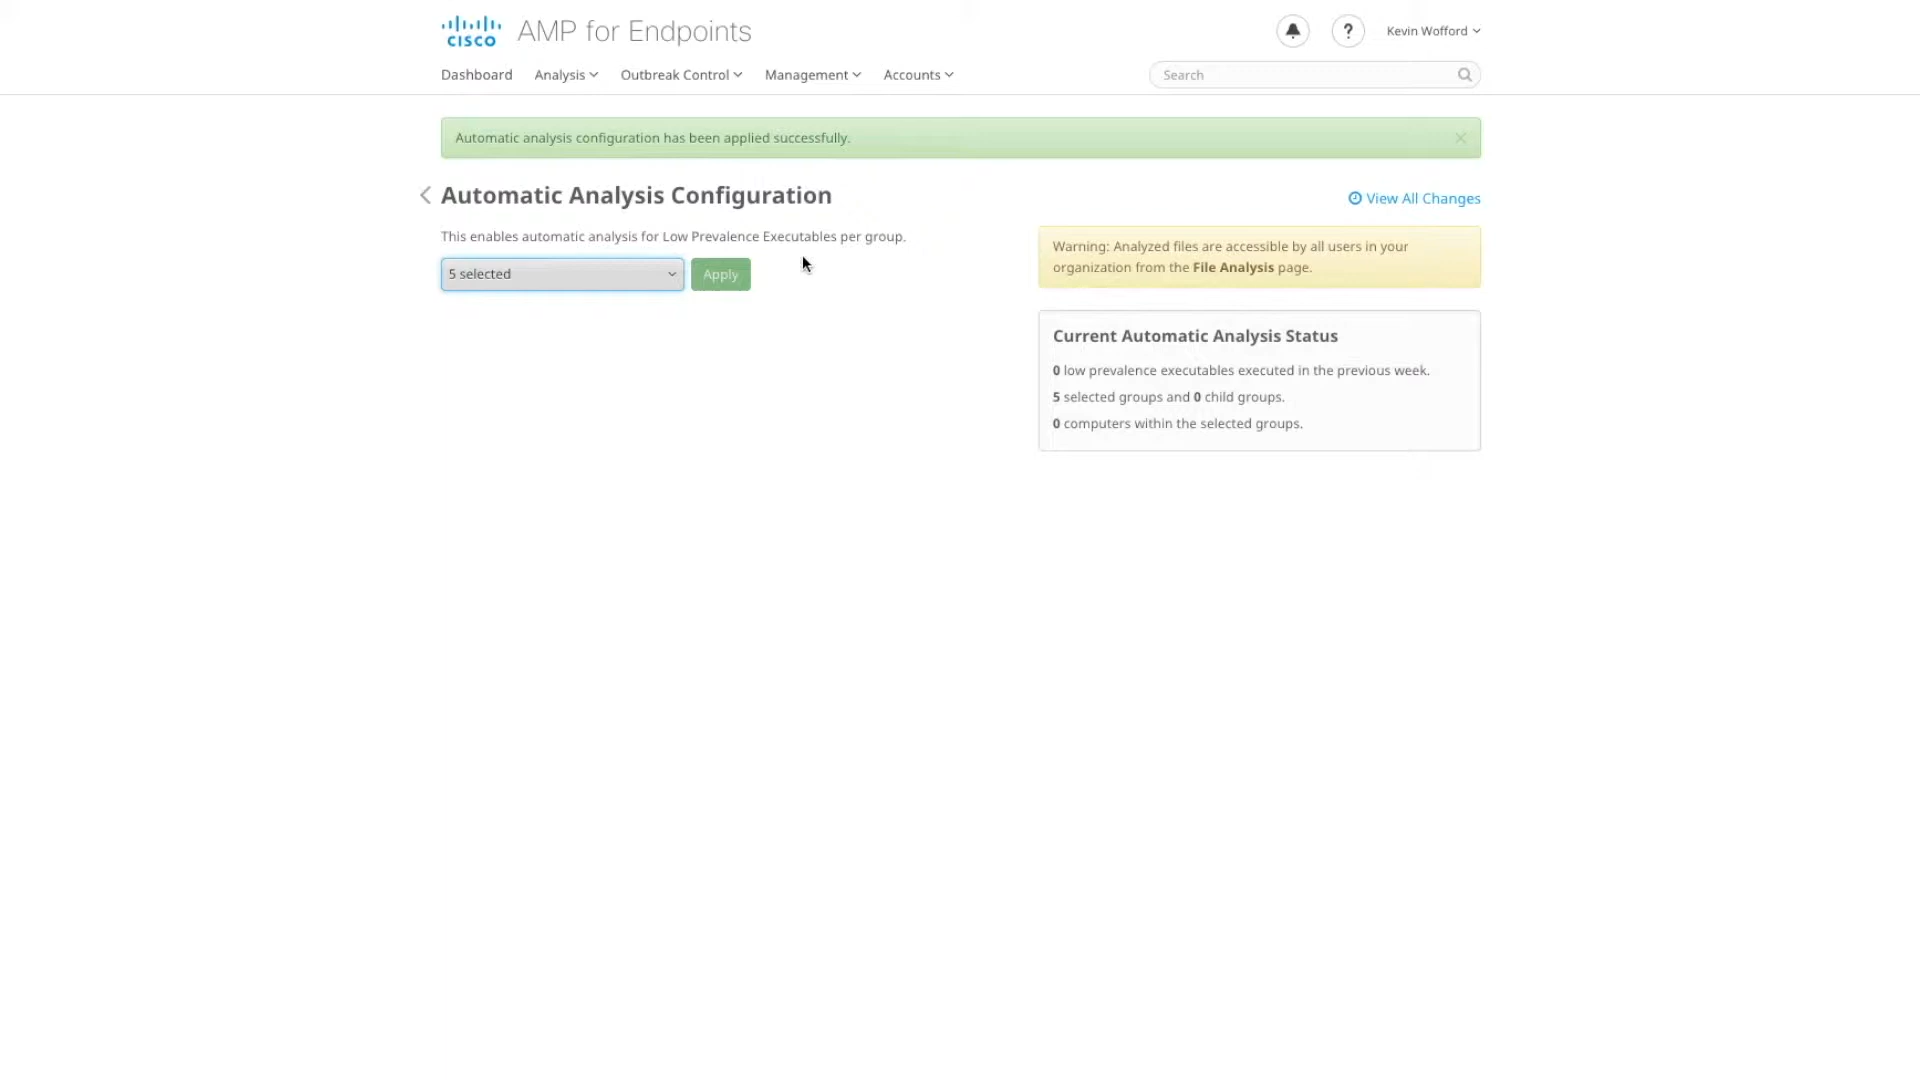 CISCO AMP for Endpoints
? Kevin Wofford
Dashboard Analysis Outbreak Control Management Accounts Search
Automatic analysis configuration has been applied successfully. ×
Automatic Analysis Configuration
View All Changes
This enables automatic analysis for Low Prevalence Executables per group.
5 selected Apply
Warning: Analyzed files are accessible by all users in your
organization from the File Analysis page.
Current Automatic Analysis Status
0 low prevalence executables executed in the previous week.
5 selected groups and 0 child groups.
0 computers within the selected groups.